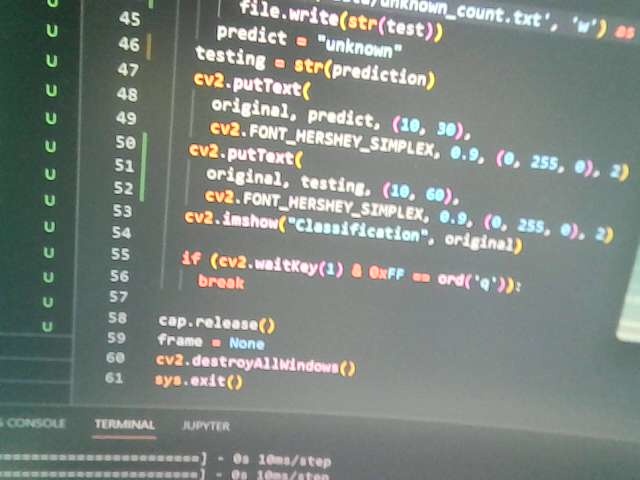 unknown_count.txt', 'w') as
45 file.write(str(test))
46 predict = "unknown"
47 testing = str(prediction)
48 cv2.putText(
49 original, predict, (10, 30),
50 cv2.FONT_HERSHEY_SIMPLEX, 0.9, (0, 255, 0), 2)
51 cv2.putText(
52 original, testing, (10, 60),
53 cv2.FONT_HERSHEY_SIMPLEX, 0.9, (0, 255, 0), 2)
54 cv2.imshow("Classification", original)
55
56 if (cv2.waitKey(1) & 0xFF == ord('q')):
57 break
58
59 cap.release()
60 frame = None
61 cv2.destroyAllWindows()
sys.exit()
U
U
U
U
U
U
U
U
U
U
U
U
CONSOLE TERMINAL JUPYTER
=====================] - 0s 10ms/step
=====================] - 0s 10ms/step